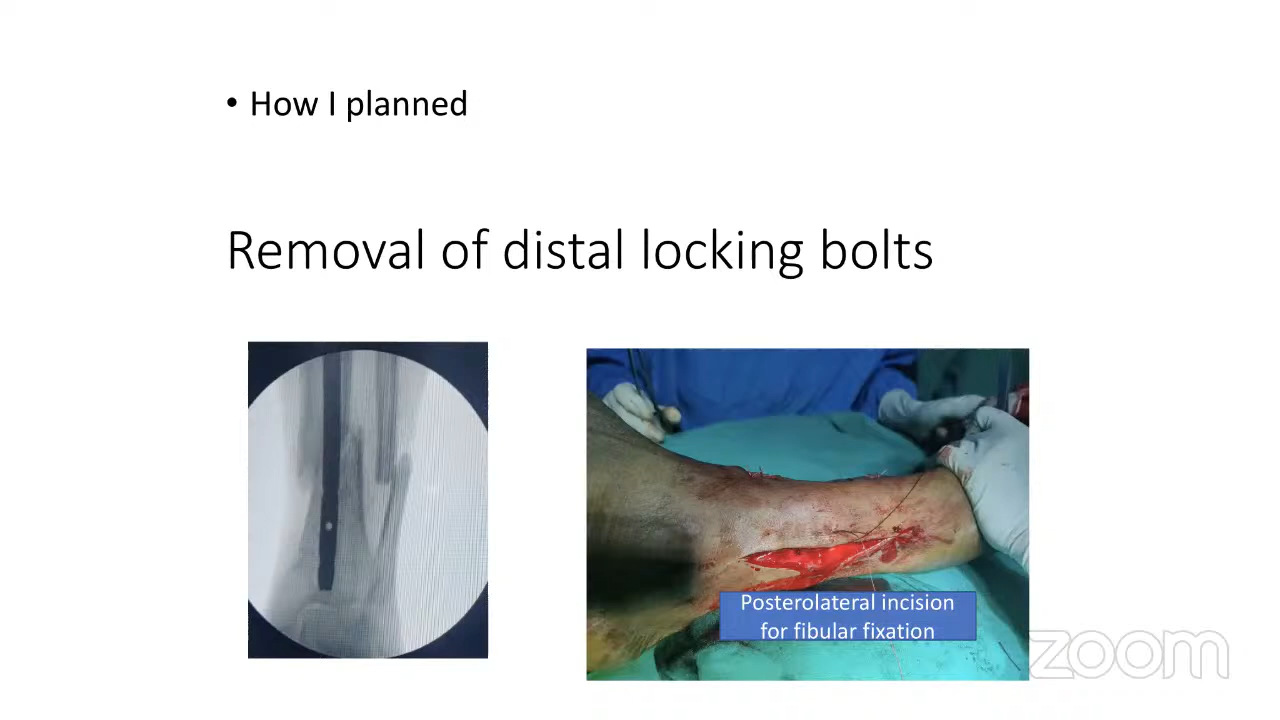 • How I planned
Removal of distal locking bolts
Posterolateral incision
for fibular fixation
zoom